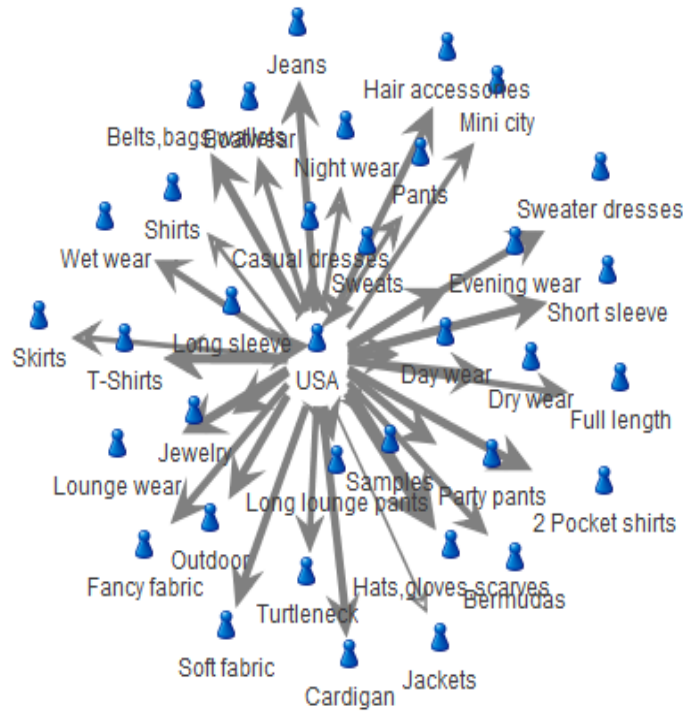 Jeans
Hair accessories
Mini city
Belts,bags,wallets
Boatwear
Night wear
Pants
Sweater dresses
Shirts
Wet wear
Casual dresses
Sweats
Evening wear
Short sleeve
Long sleeve
Skirts
T-Shirts
USA
Day wear
Dry wear
Full length
Jewelry
Lounge wear
Samples
Long lounge pants
Party pants
2 Pocket shirts
Outdoor
Fancy fabric
Turtleneck
Hats,gloves,scarves
Bermudas
Soft fabric
Cardigan
Jackets